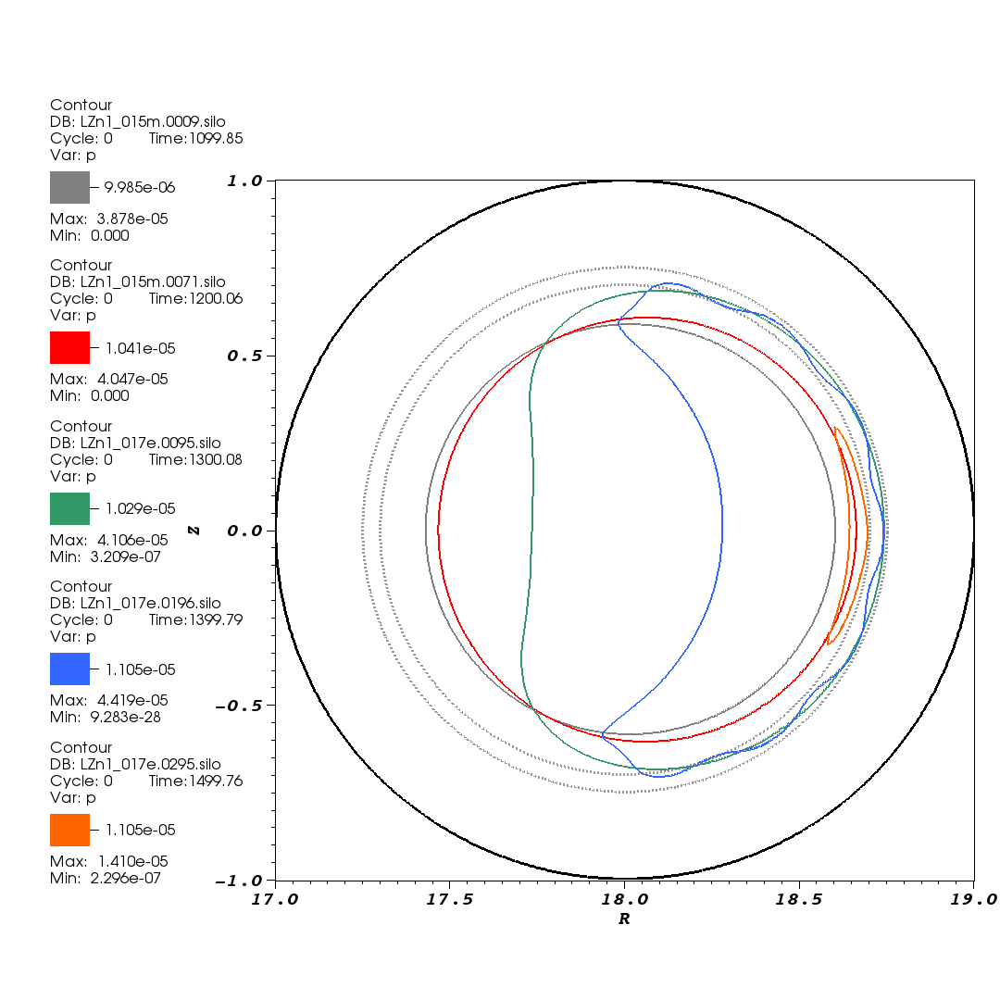 Contour
DB: LZn1_015m.0009.silo
Cycle: 0 Time:1099.85
Var: p
9.985e-06
Max: 3.878e-05
Min: 0.000
Contour
DB: LZn1_015m.0071.silo
Cycle: 0 Time:1200.06
Var: p
1.041e-05
Max: 4.047e-05
Min: 0.000
Contour
DB: LZn1_017e.0095.silo
Cycle: 0 Time:1300.08
Var: p
1.029e-05
Max: 4.106e-05
Min: 3.209e-07
Contour
DB: LZn1_017e.0196.silo
Cycle: 0 Time:1399.79
Var: p
1.105e-05
Max: 4.419e-05
Min: 9.283e-28
Contour
DB: LZn1_017e.0295.silo
Cycle: 0 Time:1499.76
Var: p
1.105e-05
Max: 1.410e-05
Min: 2.296e-07
1.0
0.5
0.0
-0.5
-1.0
Z
17.0 17.5 18.0 18.5 19.0
R